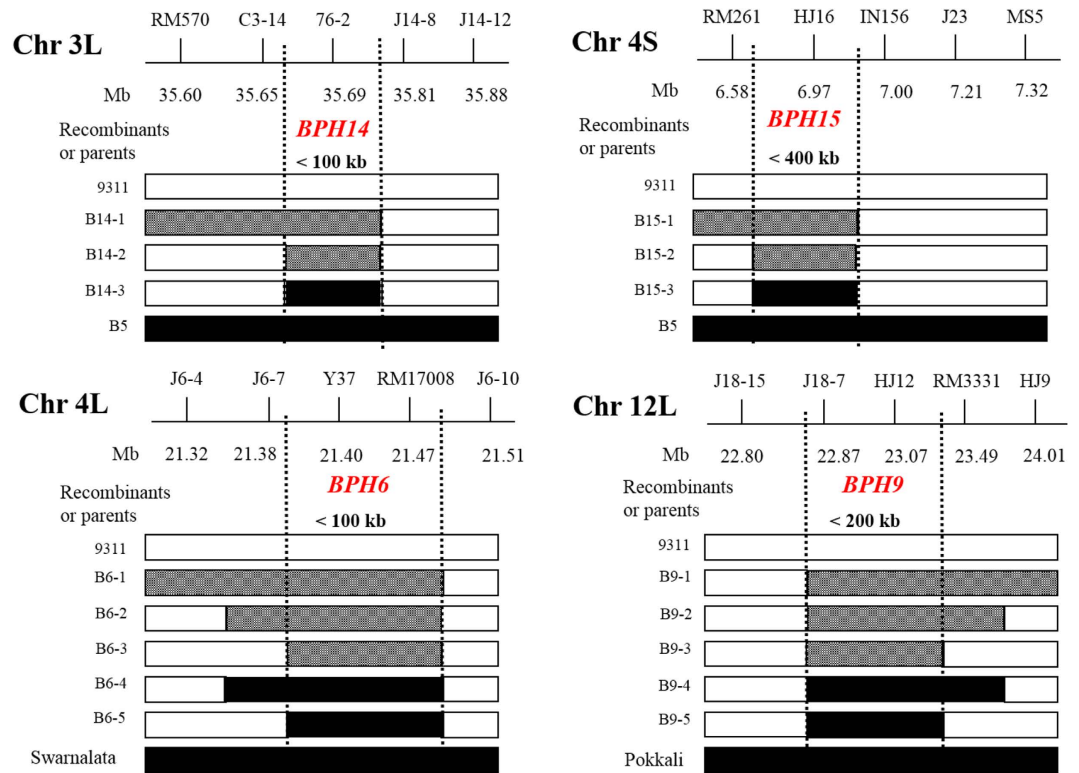 RM570 C3-14 76-2 J14-8 J14-12
Chr 3L
Mb 35.60 35.65 35.69 35.81 35.88
Recombinants
or parents
BPH14
< 100 kb
9311
B14-1
B14-2
B14-3
B5
RM261 HJ16 IN156 J23 MS5
Chr 4S
Mb 6.58 6.97 7.00 7.21 7.32
Recombinants
or parents
BPH15
< 400 kb
9311
B15-1
B15-2
B15-3
B5
J6-4 J6-7 Y37 RM17008 J6-10
Chr 4L
Mb 21.32 21.38 21.40 21.47 21.51
Recombinants
or parents
BPH6
< 100 kb
9311
B6-1
B6-2
B6-3
B6-4
B6-5
Swarnalata
J18-15 J18-7 HJ12 RM3331 HJ9
Chr 12L
Mb 22.80 22.87 23.07 23.49 24.01
Recombinants
or parents
BPH9
< 200 kb
9311
B9-1
B9-2
B9-3
B9-4
B9-5
Pokkali